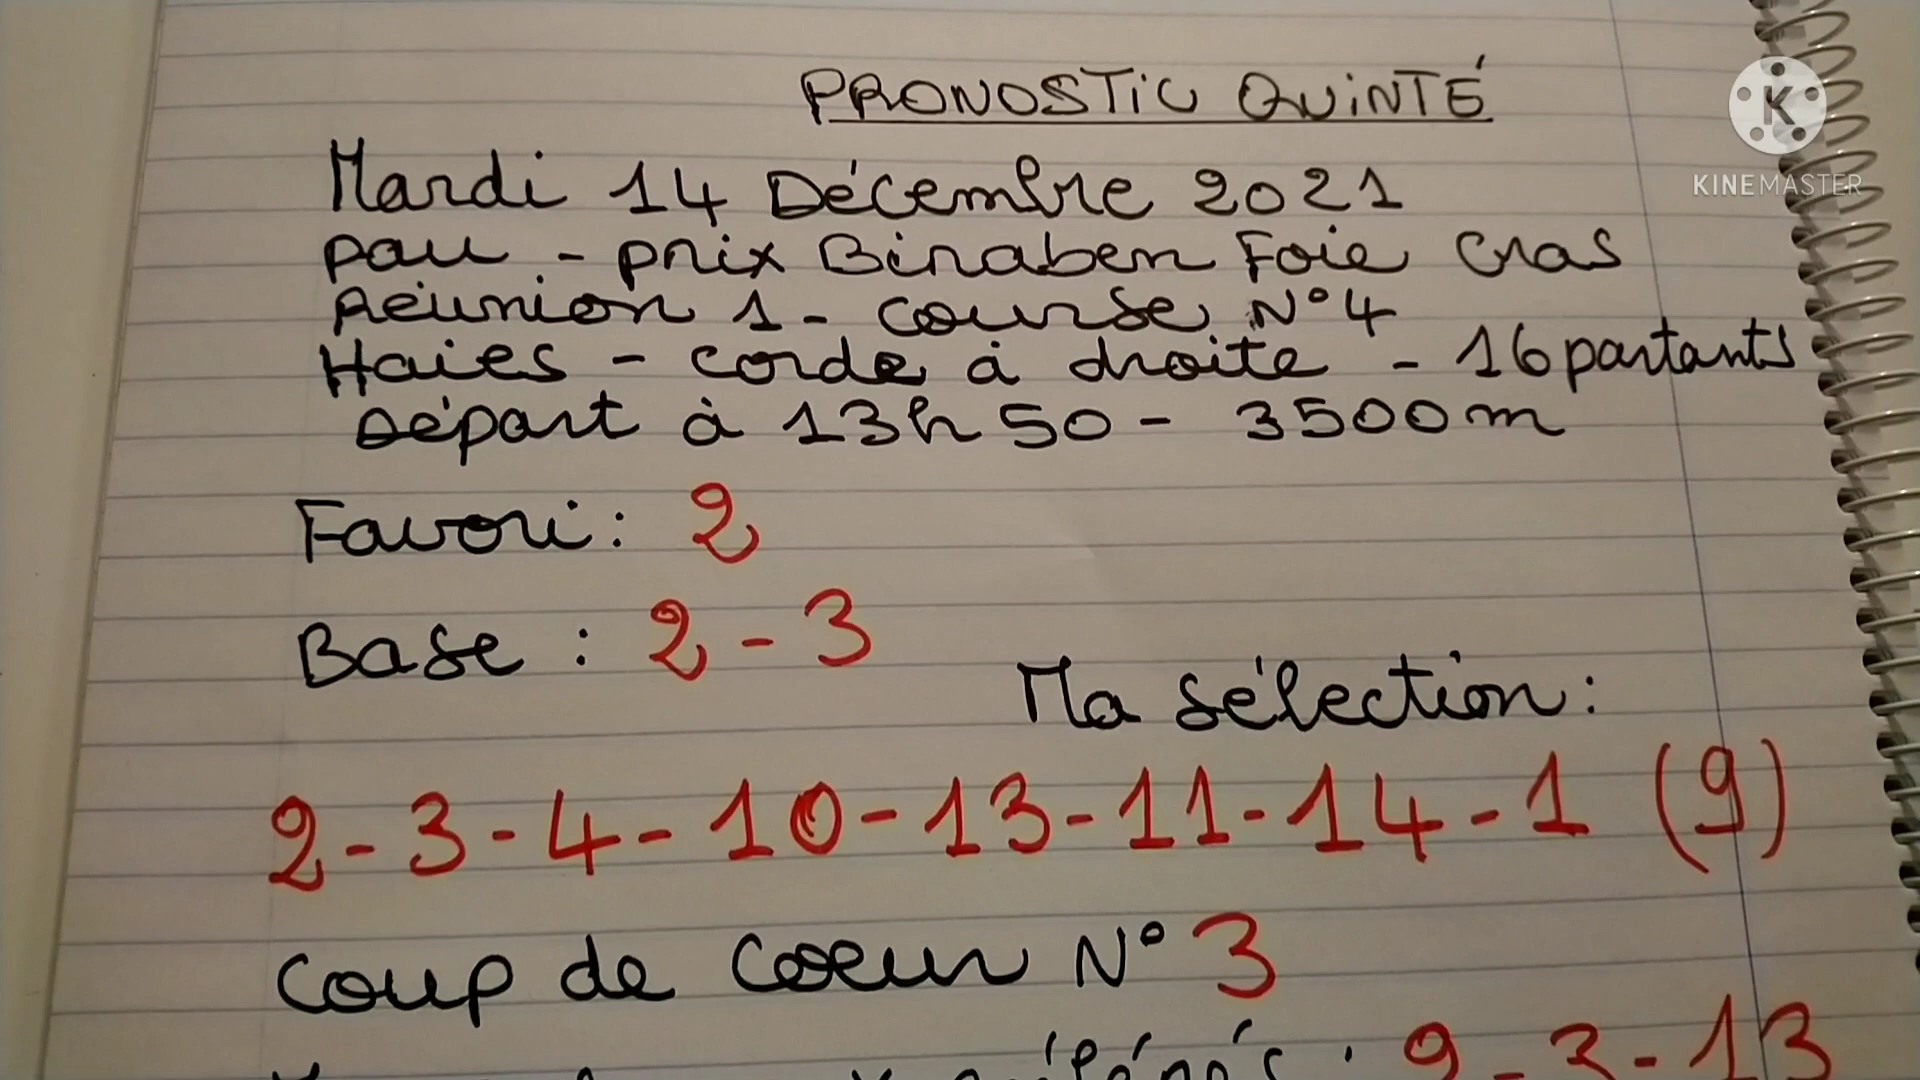 PRONOSTIC QUINTÉ
Mardi 14 Décembre 2021
Pau - prix Binaben Foie Gras
Réunion 1 - course N°4
Haies - corde à droite - 16 partants
Départ à 13h50 - 3500m
Favori: 2
Base : 2-3
Ma sélection:
2-3-4-10-13-11-14-1 (9)
Coup de Coeur N° 3
2-3-13
K
KINEMASTER